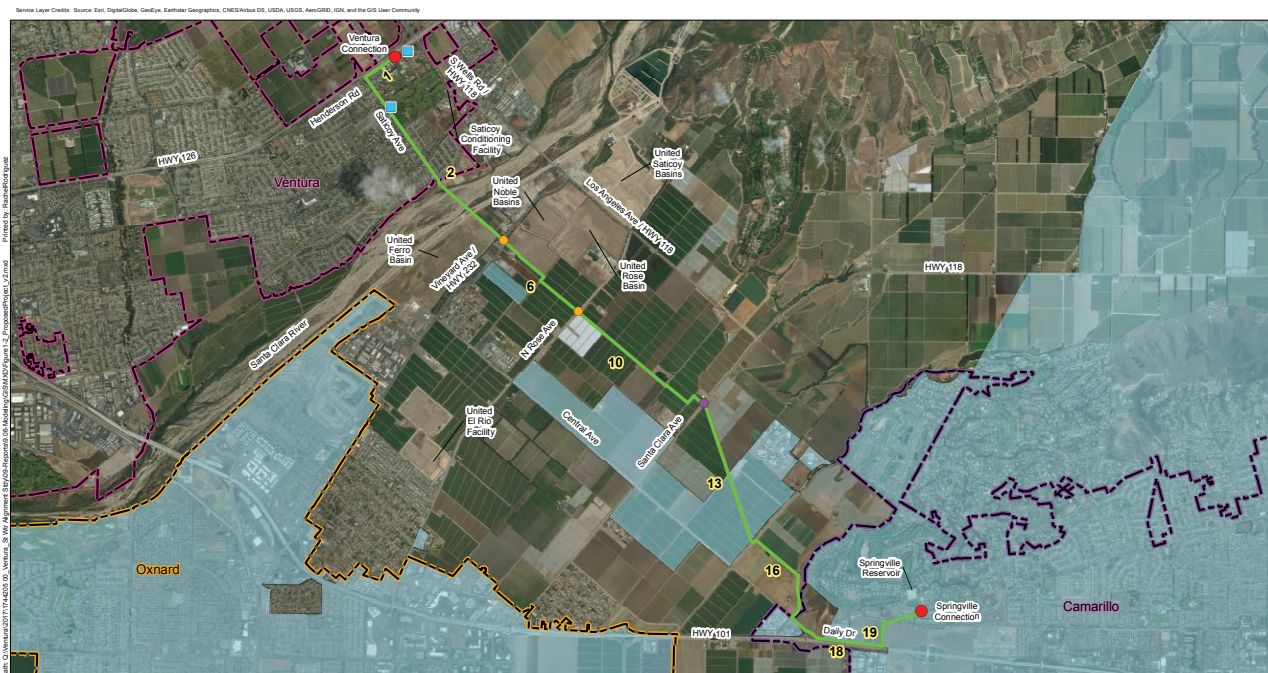 Service Layer Credits: Source: Esri, DigitalGlobe, GeoEye, Earthstar Geographics, CNES/Airbus DS, USDA, USGS, AeroGRID, IGN, and the GIS User Community
Ventura
Connection
1
S Wells Rd /
HWY 118
Henderson Rd
Saticoy Ave
Saticoy
Conditioning
Facility
HWY 126
Ventura
2
United
Noble
Basins
United
Saticoy
Basins
Los Angeles Ave / HWY 118
United
Ferro
Basin
Vineyard Ave /
HWY 232
United
Rose
Basin
HWY 118
6
N Rose Ave
Santa Clara River
10
United
El Rio
Facility
Central Ave
Santa Clara Ave
13
Oxnard
16
Springville
Reservoir
Springville
Connection
Camarillo
HWY 101
Daily Dr
19
18
Printed by: RachelRodriguez